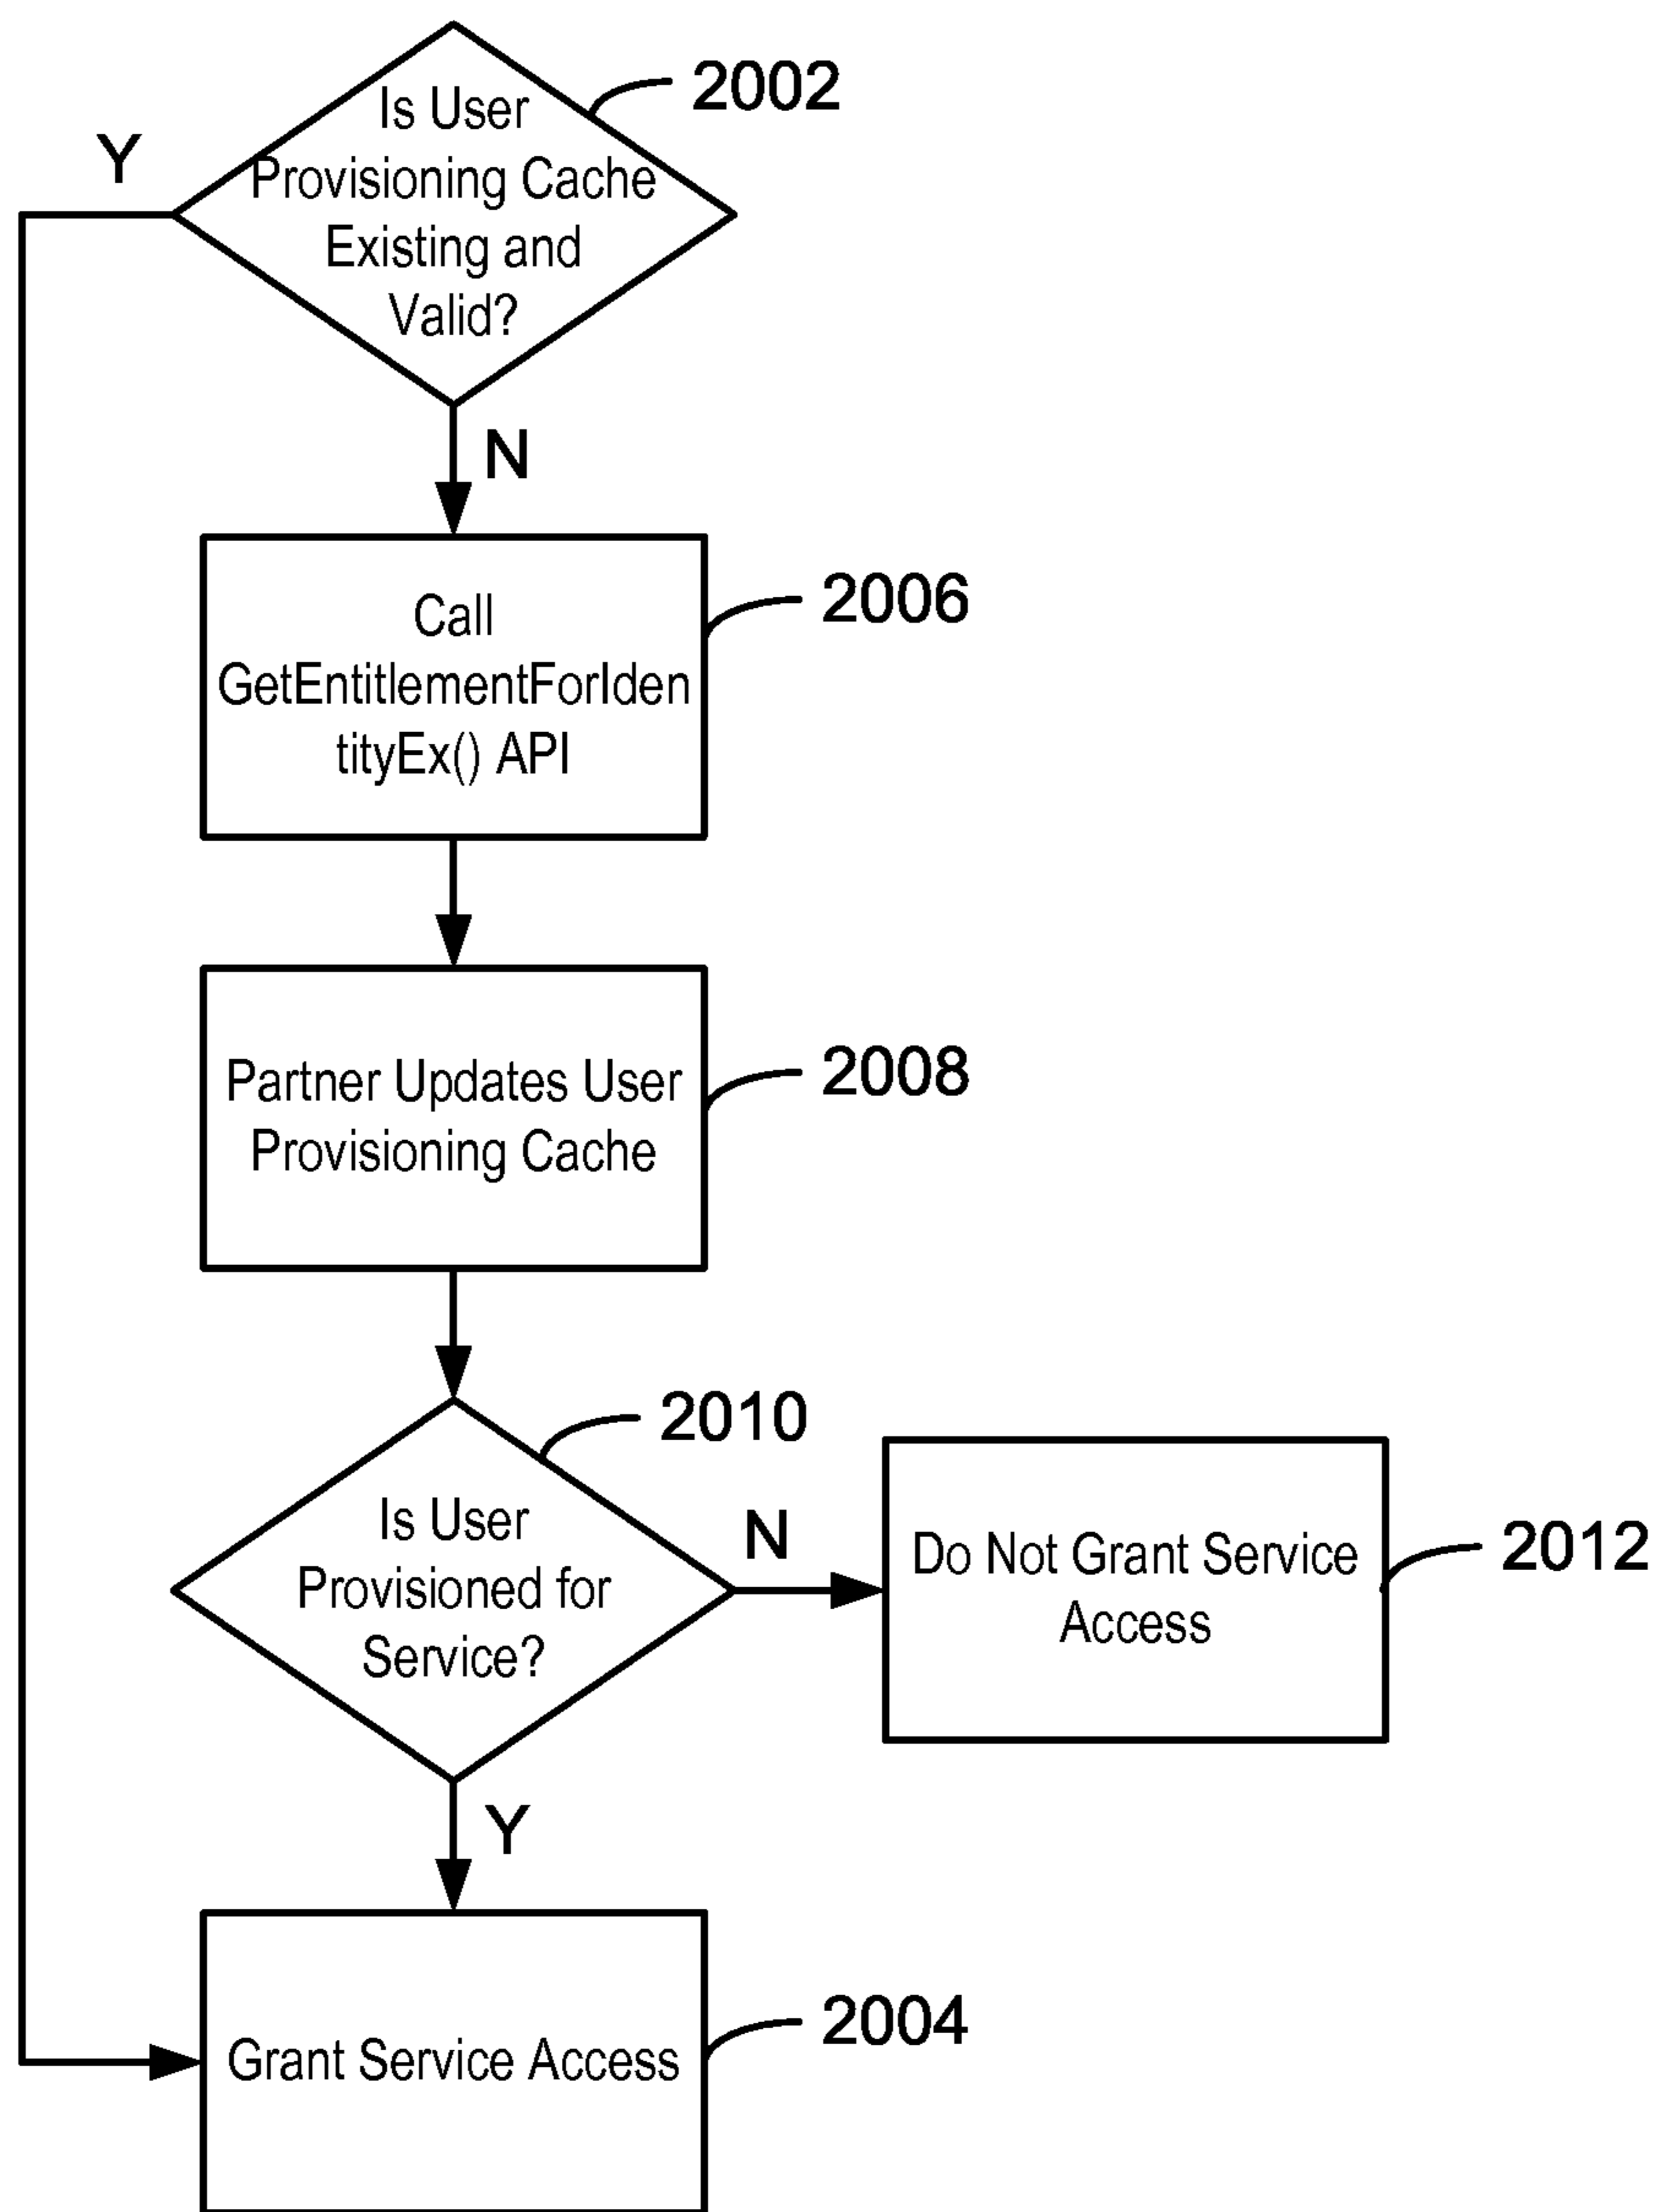 Is User
Provisioning Cache
Existing and
Valid?
2002
Y
N
Call
GetEntitlementForIden
tityEx() API
2006
Partner Updates User
Provisioning Cache
2008
Is User
Provisioned for
Service?
2010
N
Do Not Grant Service
Access
2012
Y
Grant Service Access
2004